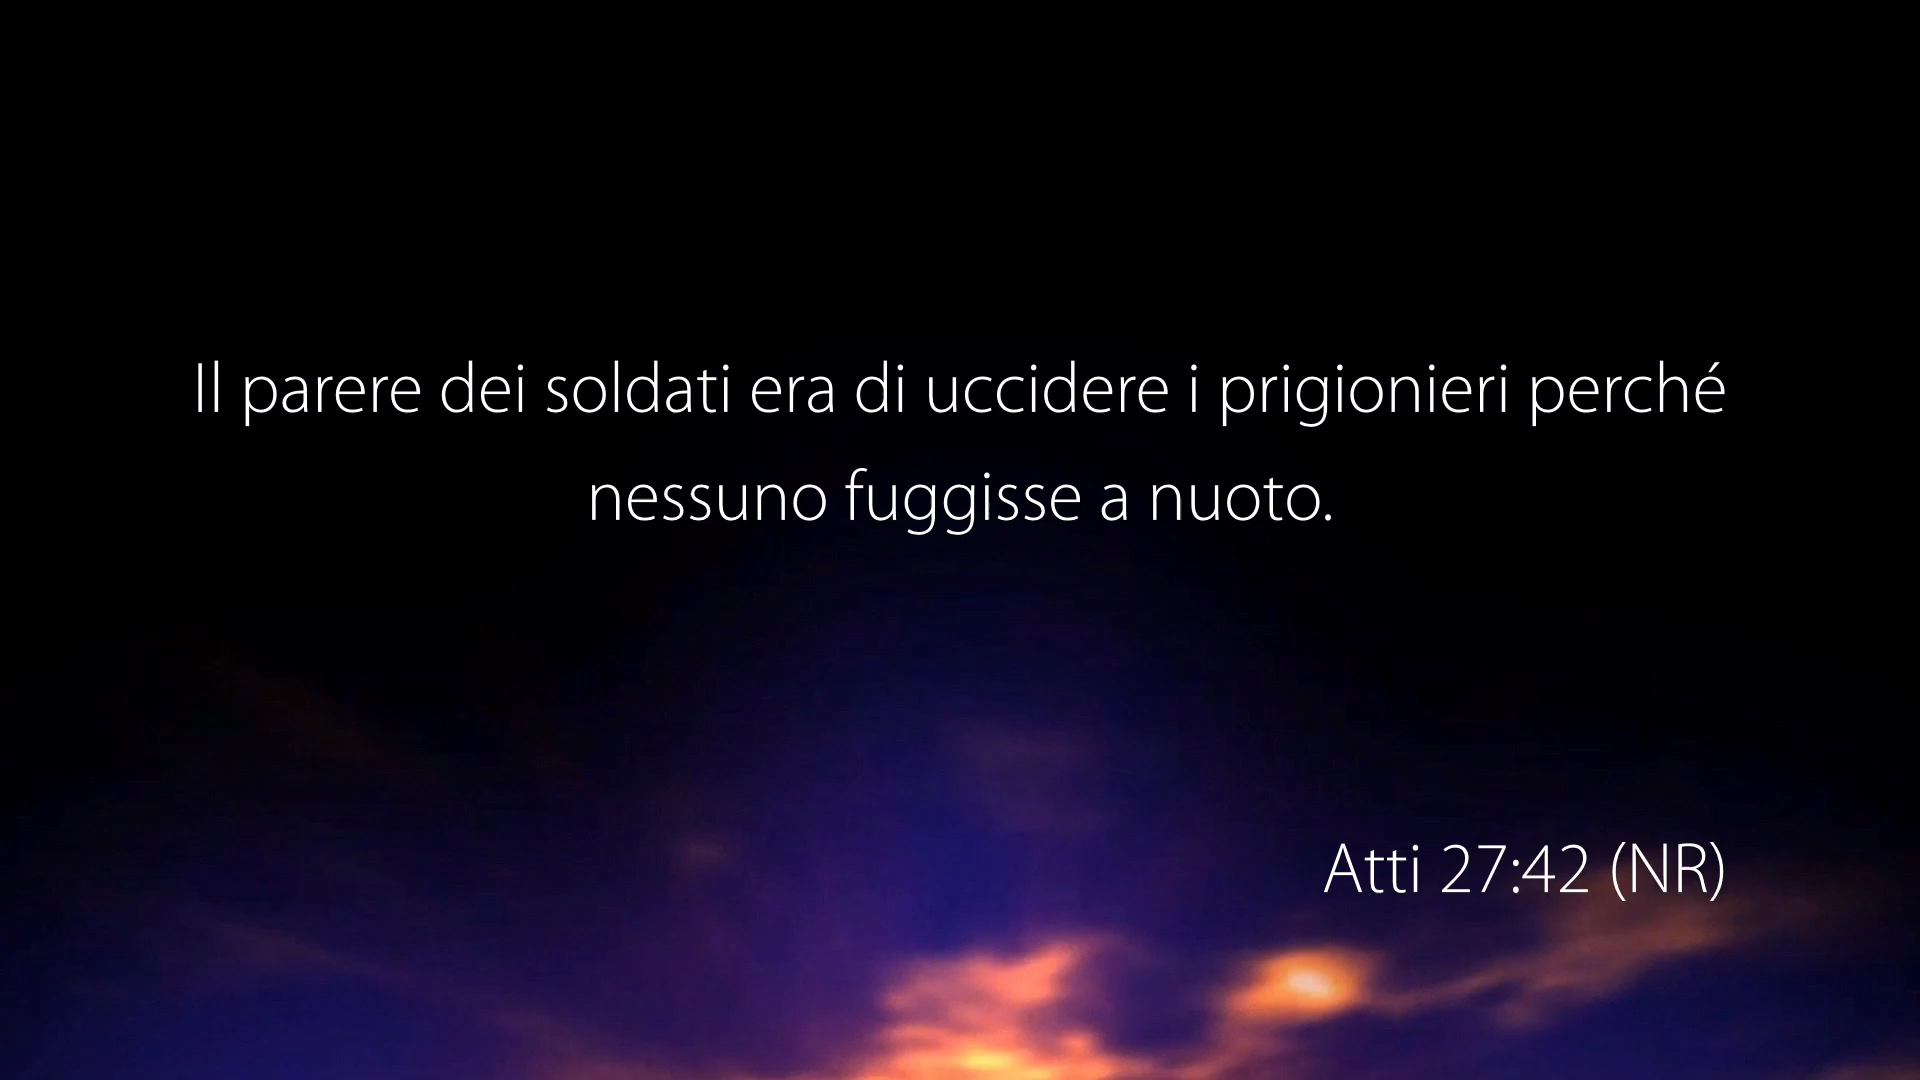 Il parere dei soldati era di uccidere i prigionieri perché
nessuno fuggisse a nuoto.
Atti 27:42 (NR)